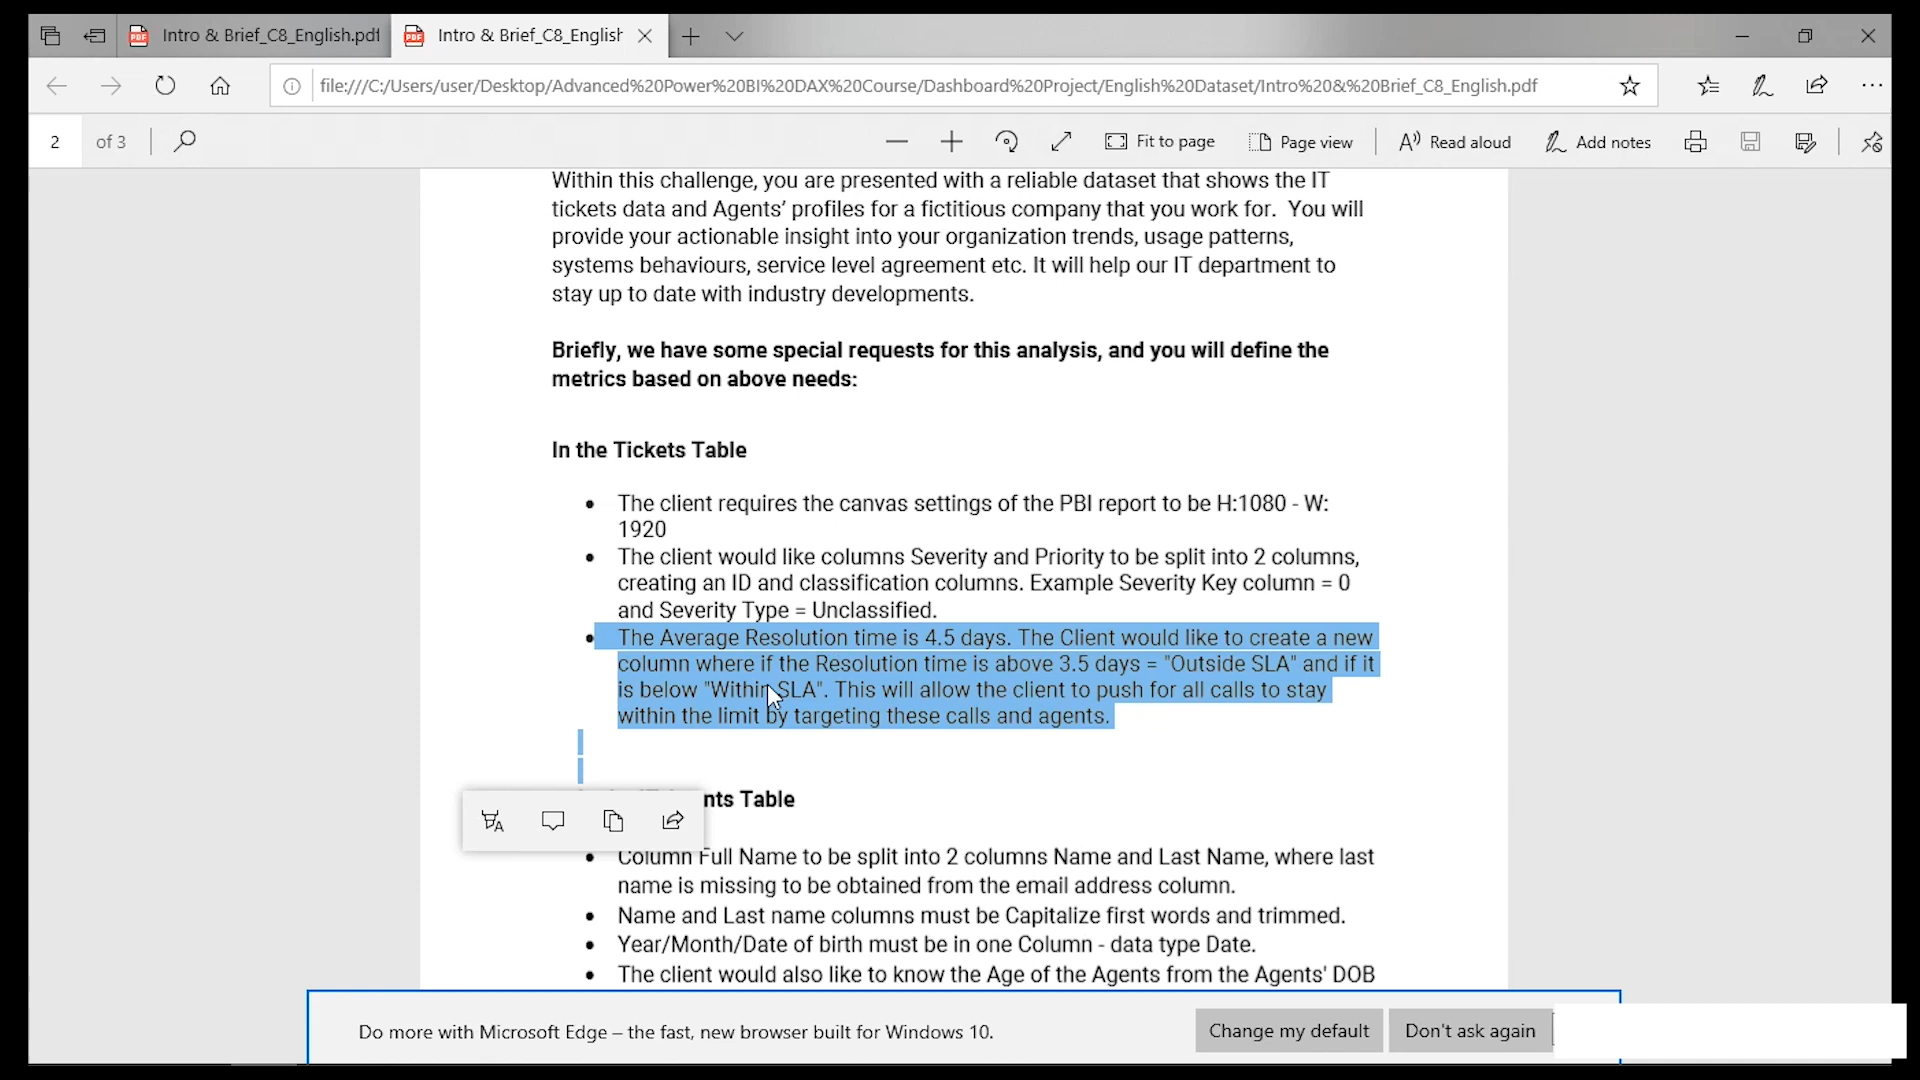 Intro & Brief_C8_English.pdf
Intro & Brief_C8_English
file:///C:/Users/user/Desktop/Advanced%20Power%20BI%20DAX%20Course/Dashboard%20Project/English%20Dataset/Intro%20&%20Brief_C8_English.pdf
2 of 3
Fit to page
Page view
Read aloud
Add notes
Within this challenge, you are presented with a reliable dataset that shows the IT
tickets data and Agents’ profiles for a fictitious company that you work for. You will
provide your actionable insight into your organization trends, usage patterns,
systems behaviours, service level agreement etc. It will help our IT department to
stay up to date with industry developments.
Briefly, we have some special requests for this analysis, and you will define the
metrics based on above needs:
In the Tickets Table
• The client requires the canvas settings of the PBI report to be H:1080 - W:
1920
• The client would like columns Severity and Priority to be split into 2 columns,
creating an ID and classification columns. Example Severity Key column = 0
and Severity Type = Unclassified.
• The Average Resolution time is 4.5 days. The Client would like to create a new
column where if the Resolution time is above 3.5 days = "Outside SLA" and if it
is below "Within SLA". This will allow the client to push for all calls to stay
within the limit by targeting these calls and agents.
nts Table
• Column Full Name to be split into 2 columns Name and Last Name, where last
name is missing to be obtained from the email address column.
• Name and Last name columns must be Capitalize first words and trimmed.
• Year/Month/Date of birth must be in one Column - data type Date.
• The client would also like to know the Age of the Agents from the Agents' DOB
Do more with Microsoft Edge – the fast, new browser built for Windows 10.
Change my default
Don't ask again